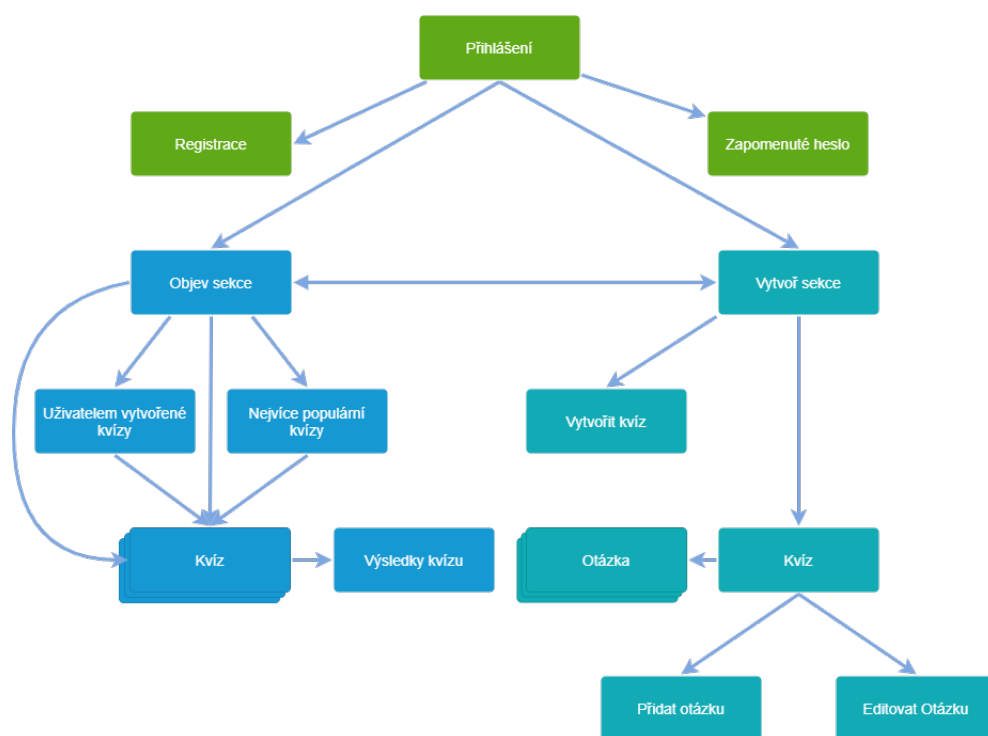 Přihlášení
Registrace
Zapomenuté heslo
Objev sekce
Vytvoř sekce
Uživatelem vytvořené
kvízy
Nejvíce populární
kvízy
Vytvořit kvíz
Kvíz
Výsledky kvízu
Otázka
Kvíz
Přidat otázku
Editovat Otázku